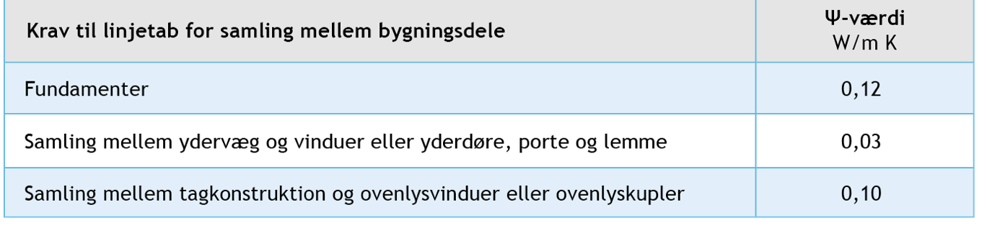 Krav til linjetab for samling mellem bygningsdele
Ψ-værdi
W/m K
Fundamenter
0,12
Samling mellem ydervæg og vinduer eller yderdøre, porte og lemme
0,03
Samling mellem tagkonstruktion og ovenlysvinduer eller ovenlyskupler
0,10